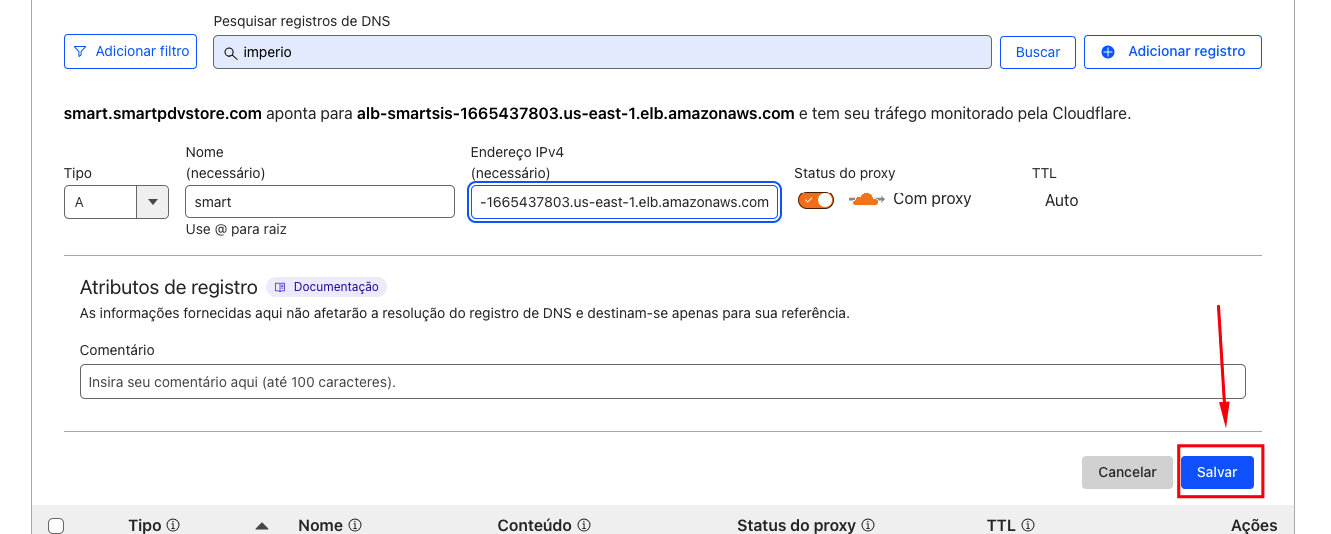 Pesquisar registros de DNS
Adicionar filtro
imperio
Buscar
Adicionar registro
smart.smartpdvstore.com aponta para alb-smartsis-1665437803.us-east-1.elb.amazonaws.com e tem seu tráfego monitorado pela Cloudflare.
Tipo
A
Nome
(necessário)
smart
Use @ para raiz
Endereço IPv4
(necessário)
-1665437803.us-east-1.elb.amazonaws.com
Status do proxy
Com proxy
TTL
Auto
Atributos de registro
Documentação
As informações fornecidas aqui não afetarão a resolução do registro de DNS e destinam-se apenas para sua referência.
Comentário
Insira seu comentário aqui (até 100 caracteres).
Cancelar
Salvar
Tipo
Nome
Conteúdo
Status do proxy
TTL
Ações